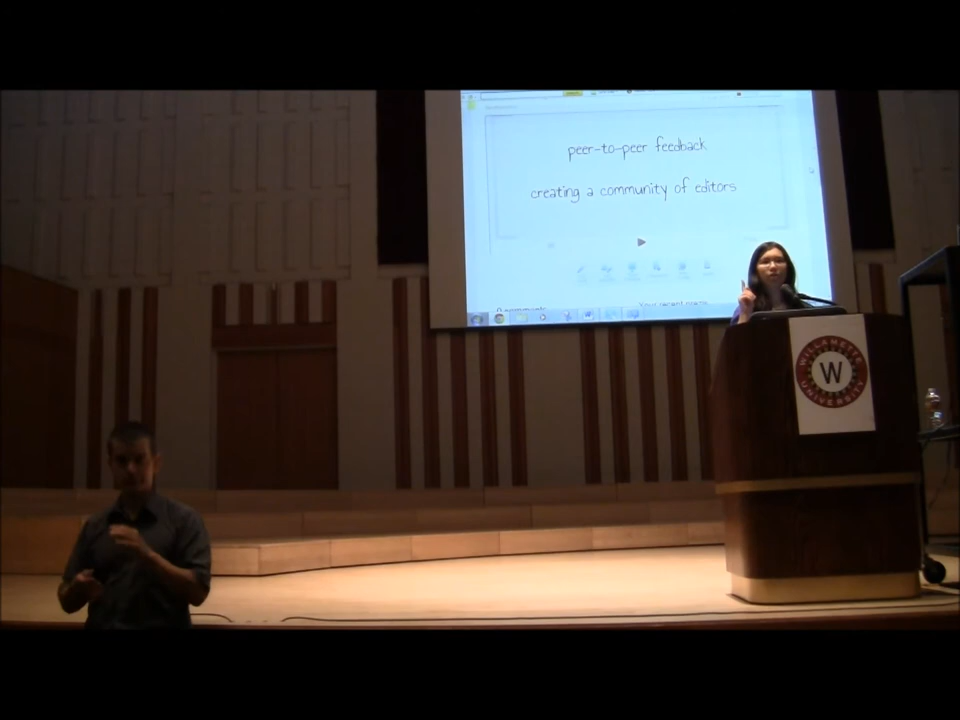 peer-to-peer feedback
creating a community of editors
WILLAMETTE
W
UNIVERSITY